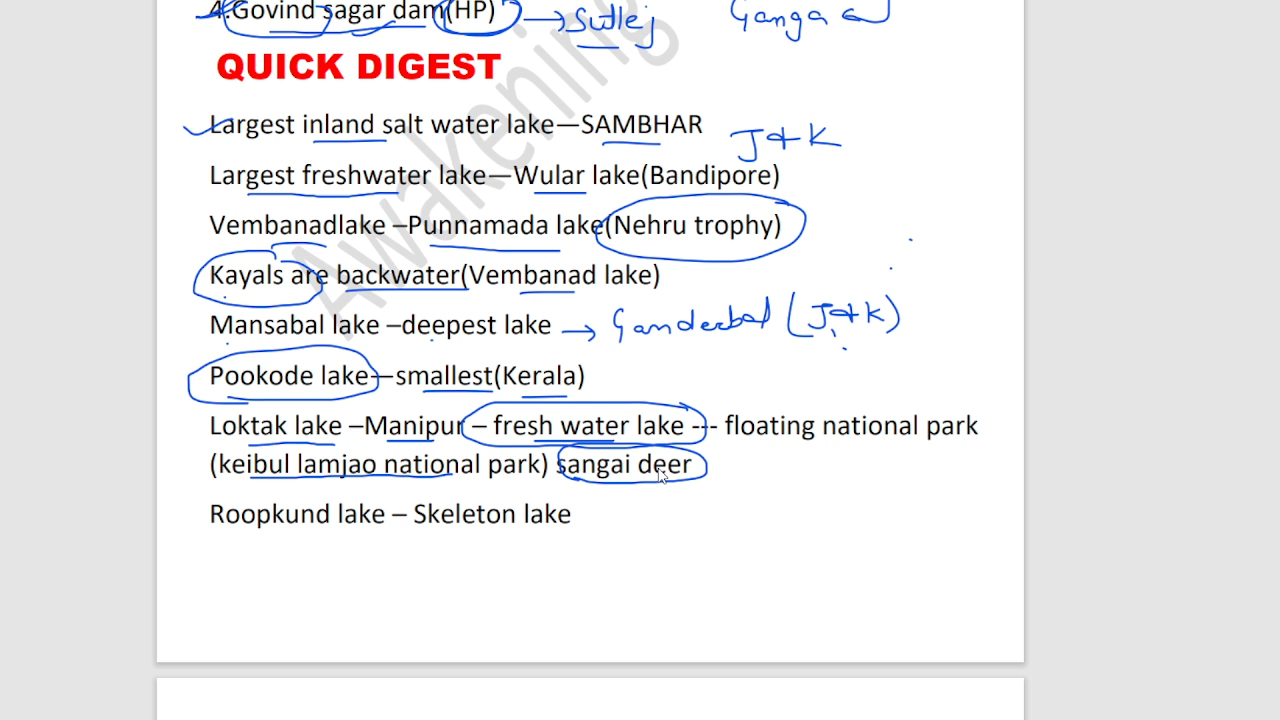 4.Govind sagar dam(HP) → Sutlej Ganga
QUICK DIGEST
Largest inland salt water lake—SAMBHAR
J&K
Largest freshwater lake—Wular lake(Bandipore)
Vembanadlake –Punnamada lake(Nehru trophy)
Kayals are backwater(Vembanad lake)
Mansabal lake –deepest lake → Ganderbal (J&K)
Pookode lake—smallest(Kerala)
Loktak lake –Manipur – fresh water lake --- floating national park
(keibul lamjao national park) sangai deer
Roopkund lake – Skeleton lake
Awakening